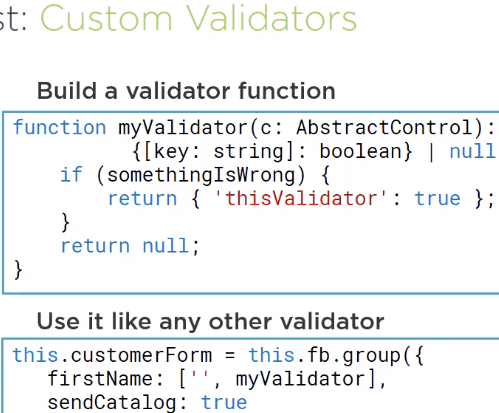 st: Custom Validators
Build a validator function
function myValidator(c: AbstractControl):
{[key: string]: boolean} | null
if (somethingIsWrong) {
return { 'thisValidator': true };
}
return null;
}
Use it like any other validator
this.customerForm = this.fb.group({
firstName: ['', myValidator],
sendCatalog: true